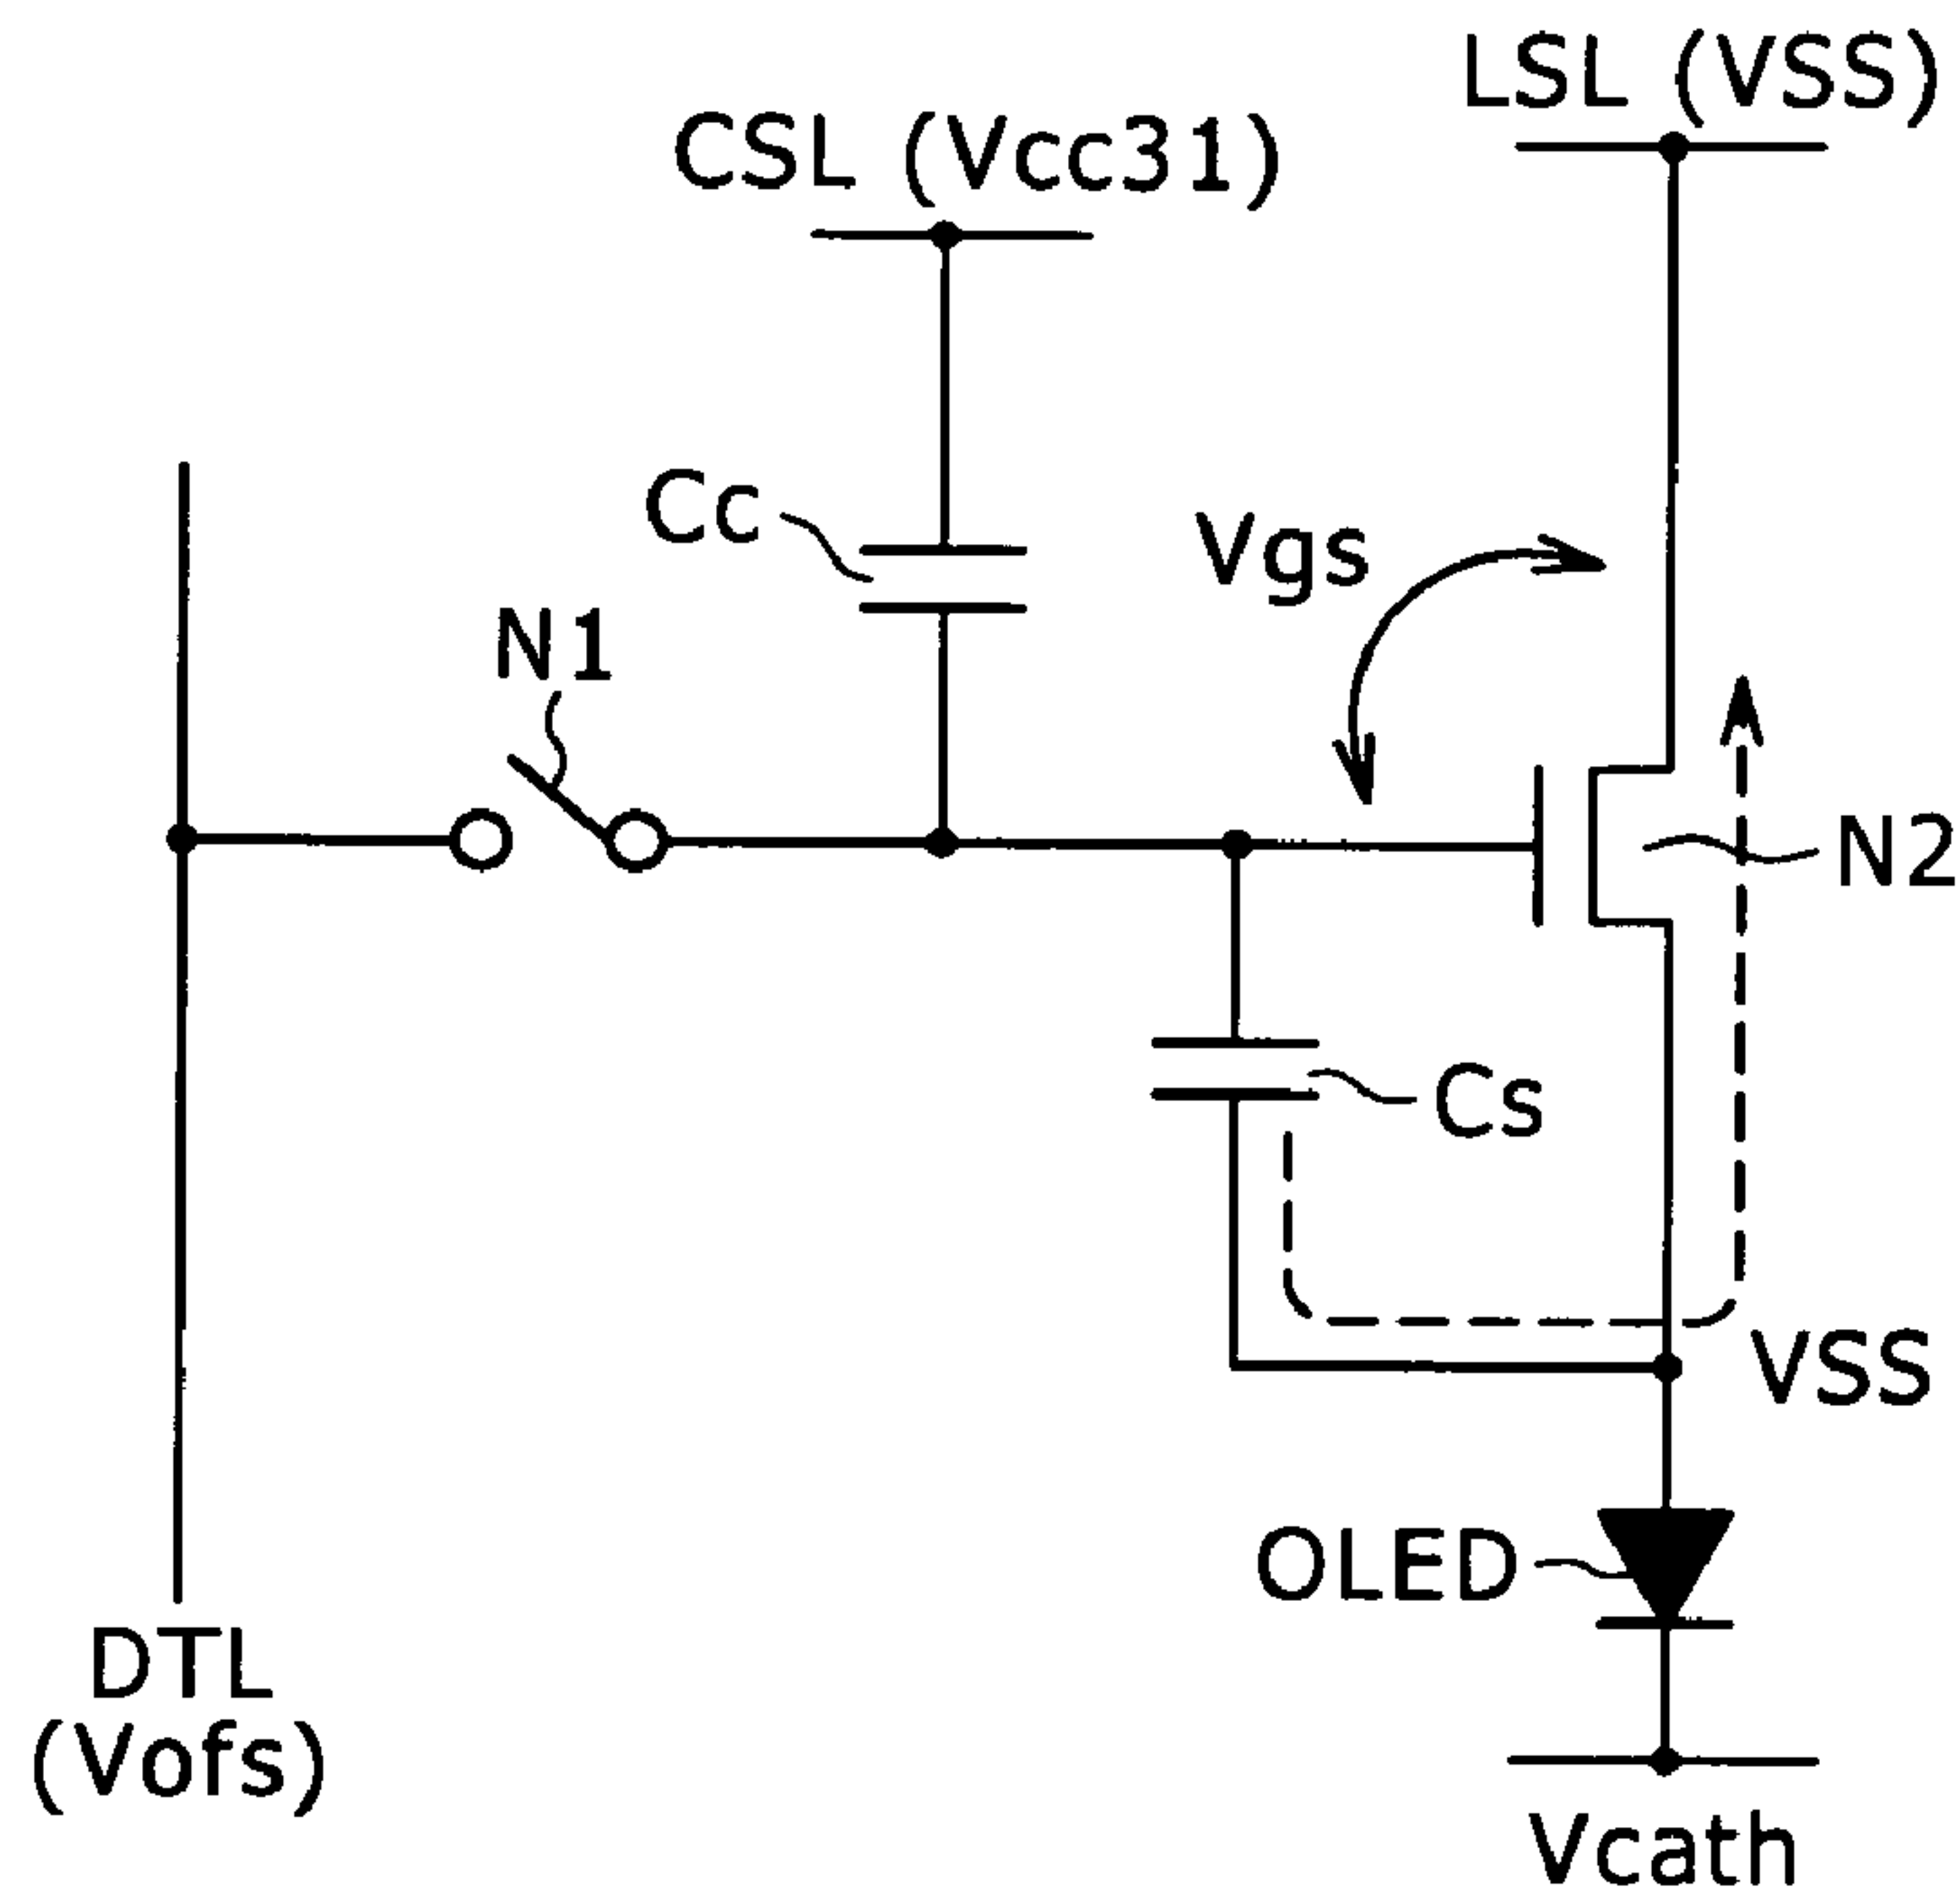 LSL (VSS)
CSL (Vcc31)
Cc
Vgs
N1
N2
Cs
VSS
OLED
DTL
(Vofs)
Vcath